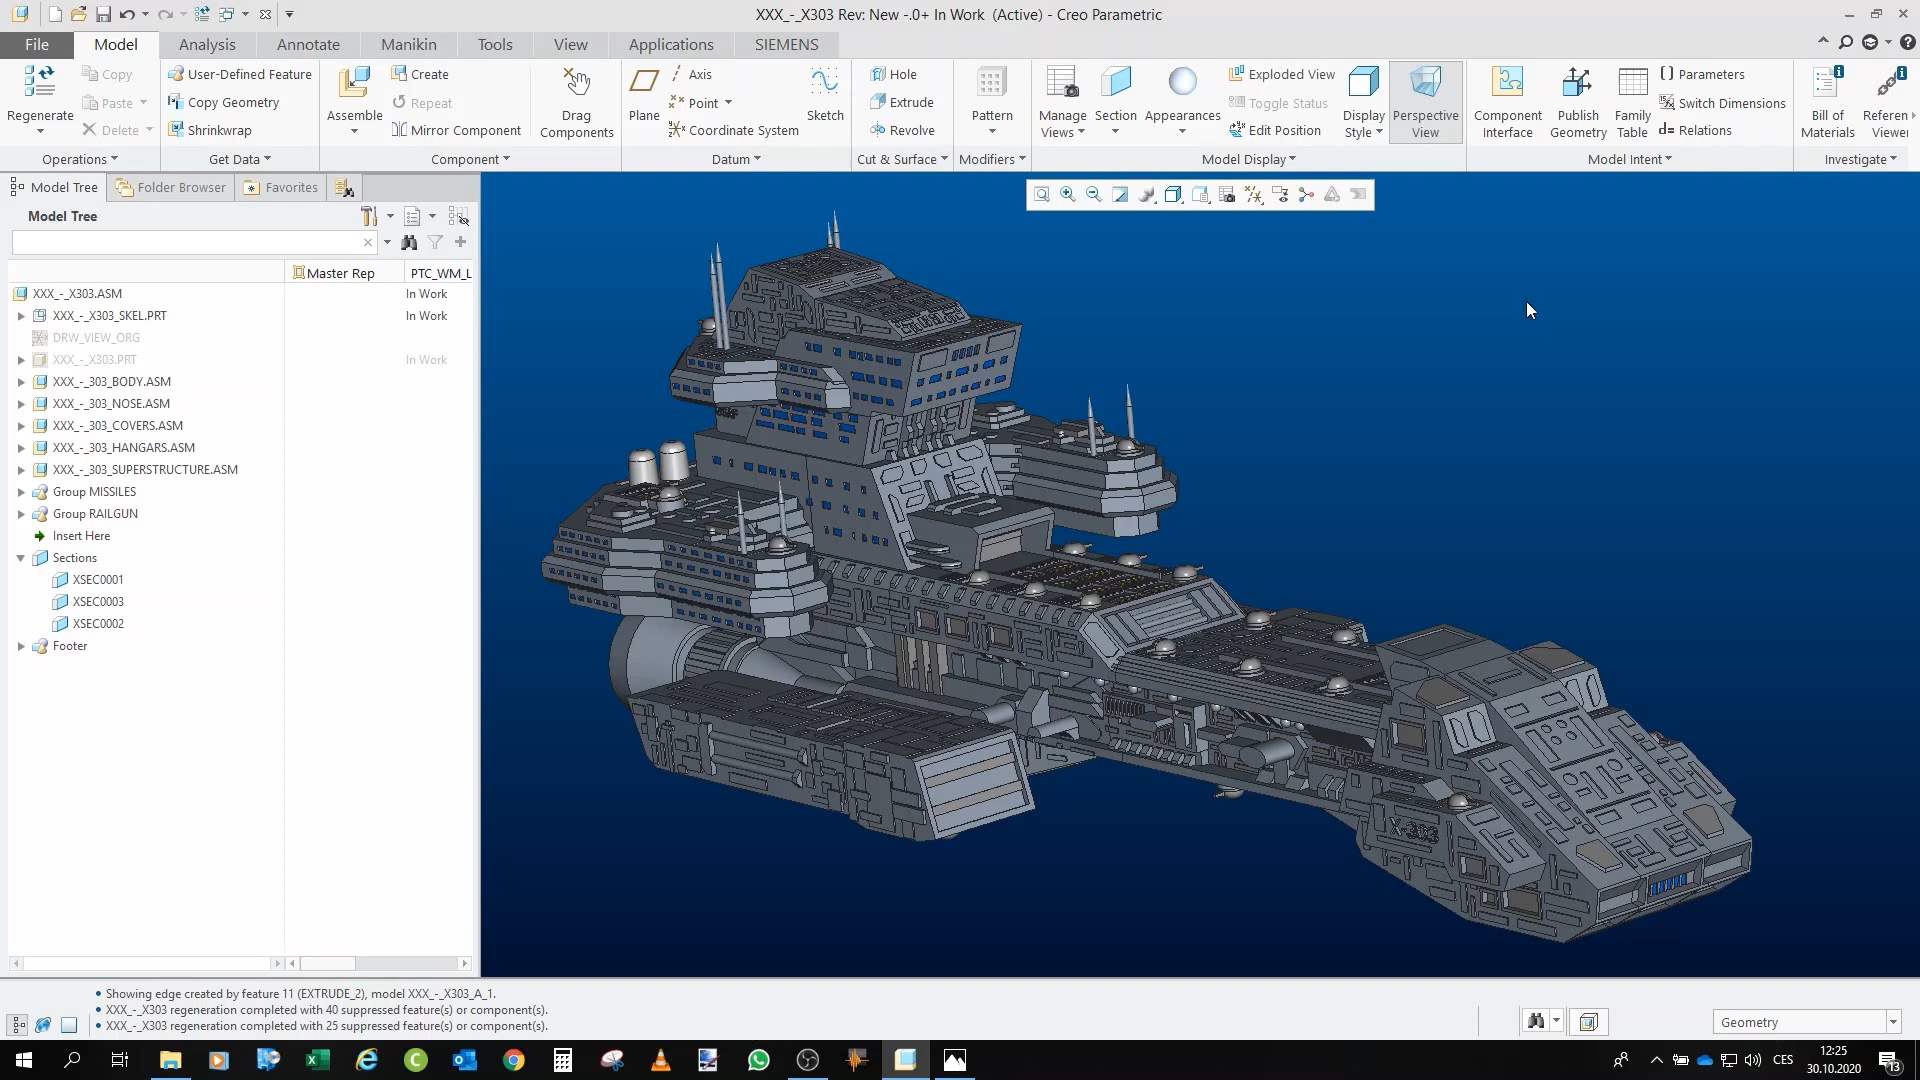 XXX_-_X303 Rev: New -.0+ In Work  (Active) - Creo Parametric
File Model Analysis Annotate Manikin Tools View Applications SIEMENS
Regenerate
Copy
Paste
Delete
Operations
User-Defined Feature
Copy Geometry
Shrinkwrap
Get Data
Assemble
Create
Repeat
Mirror Component
Drag
Components
Component
Plane
Axis
Point
Coordinate System
Sketch
Datum
Hole
Extrude
Revolve
Cut & Surface
Pattern
Modifiers
Manage
Views
Section
Appearances
Exploded View
Toggle Status
Edit Position
Display
Style
Perspective
View
Model Display
Component
Interface
Publish
Geometry
Family
Table
Parameters
Switch Dimensions
Relations
Model Intent
Bill of
Materials
Referen
Viewer
Investigate
Model Tree Folder Browser Favorites
Model Tree
Master Rep PTC_WM_L
XXX_-_X303.ASM In Work
XXX_-_X303_SKEL.PRT In Work
DRW_VIEW_ORG
XXX_-_X303.PRT In Work
XXX_-_303_BODY.ASM
XXX_-_303_NOSE.ASM
XXX_-_303_COVERS.ASM
XXX_-_303_HANGARS.ASM
XXX_-_303_SUPERSTRUCTURE.ASM
Group MISSILES
Group RAILGUN
Insert Here
Sections
XSEC0001
XSEC0003
XSEC0002
Footer
X-303
• Showing edge created by feature 11 (EXTRUDE_2), model XXX_-_X303_A_1.
• XXX_-_X303 regeneration completed with 40 suppressed feature(s) or component(s).
• XXX_-_X303 regeneration completed with 25 suppressed feature(s) or component(s).
Geometry
CES
12:25
30.10.2020
13